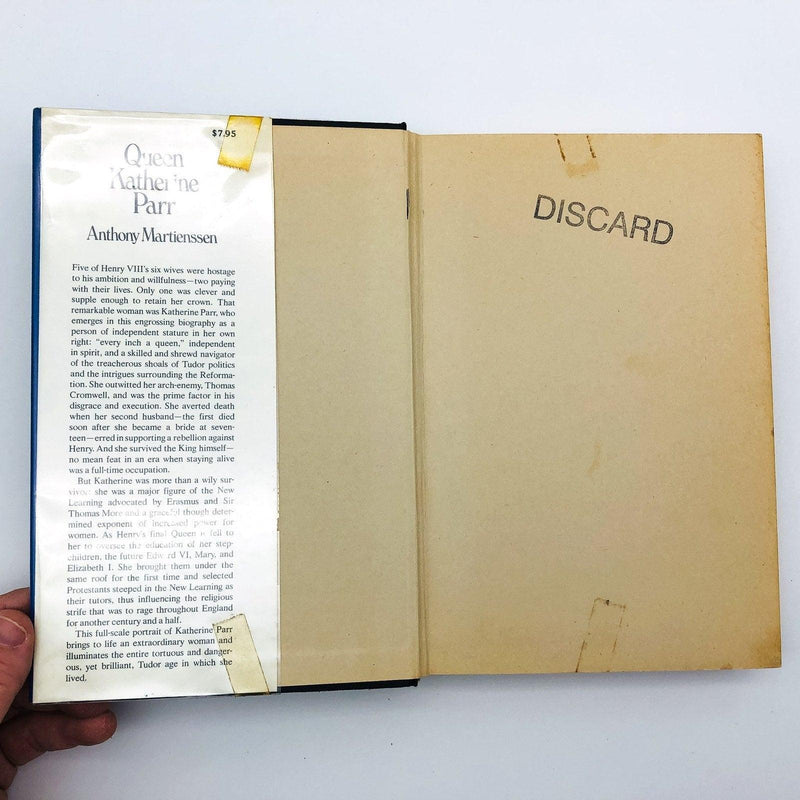 $7.95
Queen
Katherine
Parr
Anthony Martienssen
Five of Henry VIII's six wives were hostage
to his ambition and willfulness—two paying
with their lives. Only one was clever and
supple enough to retain her crown. That
remarkable woman was Katherine Parr, who
emerges in this engrossing biography as a
person of independent stature in her own
right: "every inch a queen," independent
in spirit, and a skilled and shrewd navigator
of the treacherous shoals of Tudor politics
and the intrigues surrounding the Reforma-
tion. She outwitted her arch-enemy, Thomas
Cromwell, and was the prime factor in his
disgrace and execution. She averted death
when her second husband—the first died
soon after she became a bride at seven-
teen—erred in supporting a rebellion against
Henry. And she survived the King himself—
no mean feat in an era when staying alive
was a full-time occupation.
But Katherine was more than a wily sur-
vivor: she was a major figure of the New
Learning advocated by Erasmus and Sir
Thomas More and a graceful though deter-
mined exponent of increased power for
women. As Henry's final Queen it fell to
her to oversee the education of her step-
children, the future Edward VI, Mary, and
Elizabeth I. She brought them under the
same roof for the first time and selected
Protestants steeped in the New Learning as
their tutors, thus influencing the religious
strife that was to rage throughout England
for another century and a half.
This full-scale portrait of Katherine Parr
brings to life an extraordinary woman and
illuminates the entire tortuous and danger-
ous, yet brilliant, Tudor age in which she
lived.
DISCARD